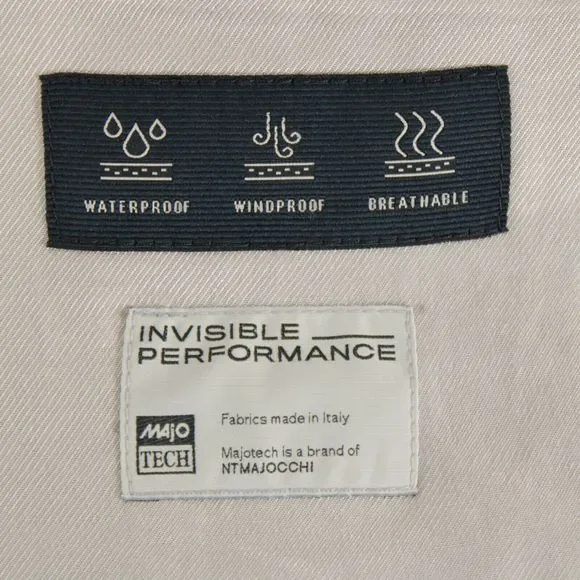 WATERPROOF WINDPROOF BREATHABLE
INVISIBLE
PERFORMANCE
MAJO
TECH
Fabrics made in Italy
Majotech is a brand of
NTMAJOCCHI